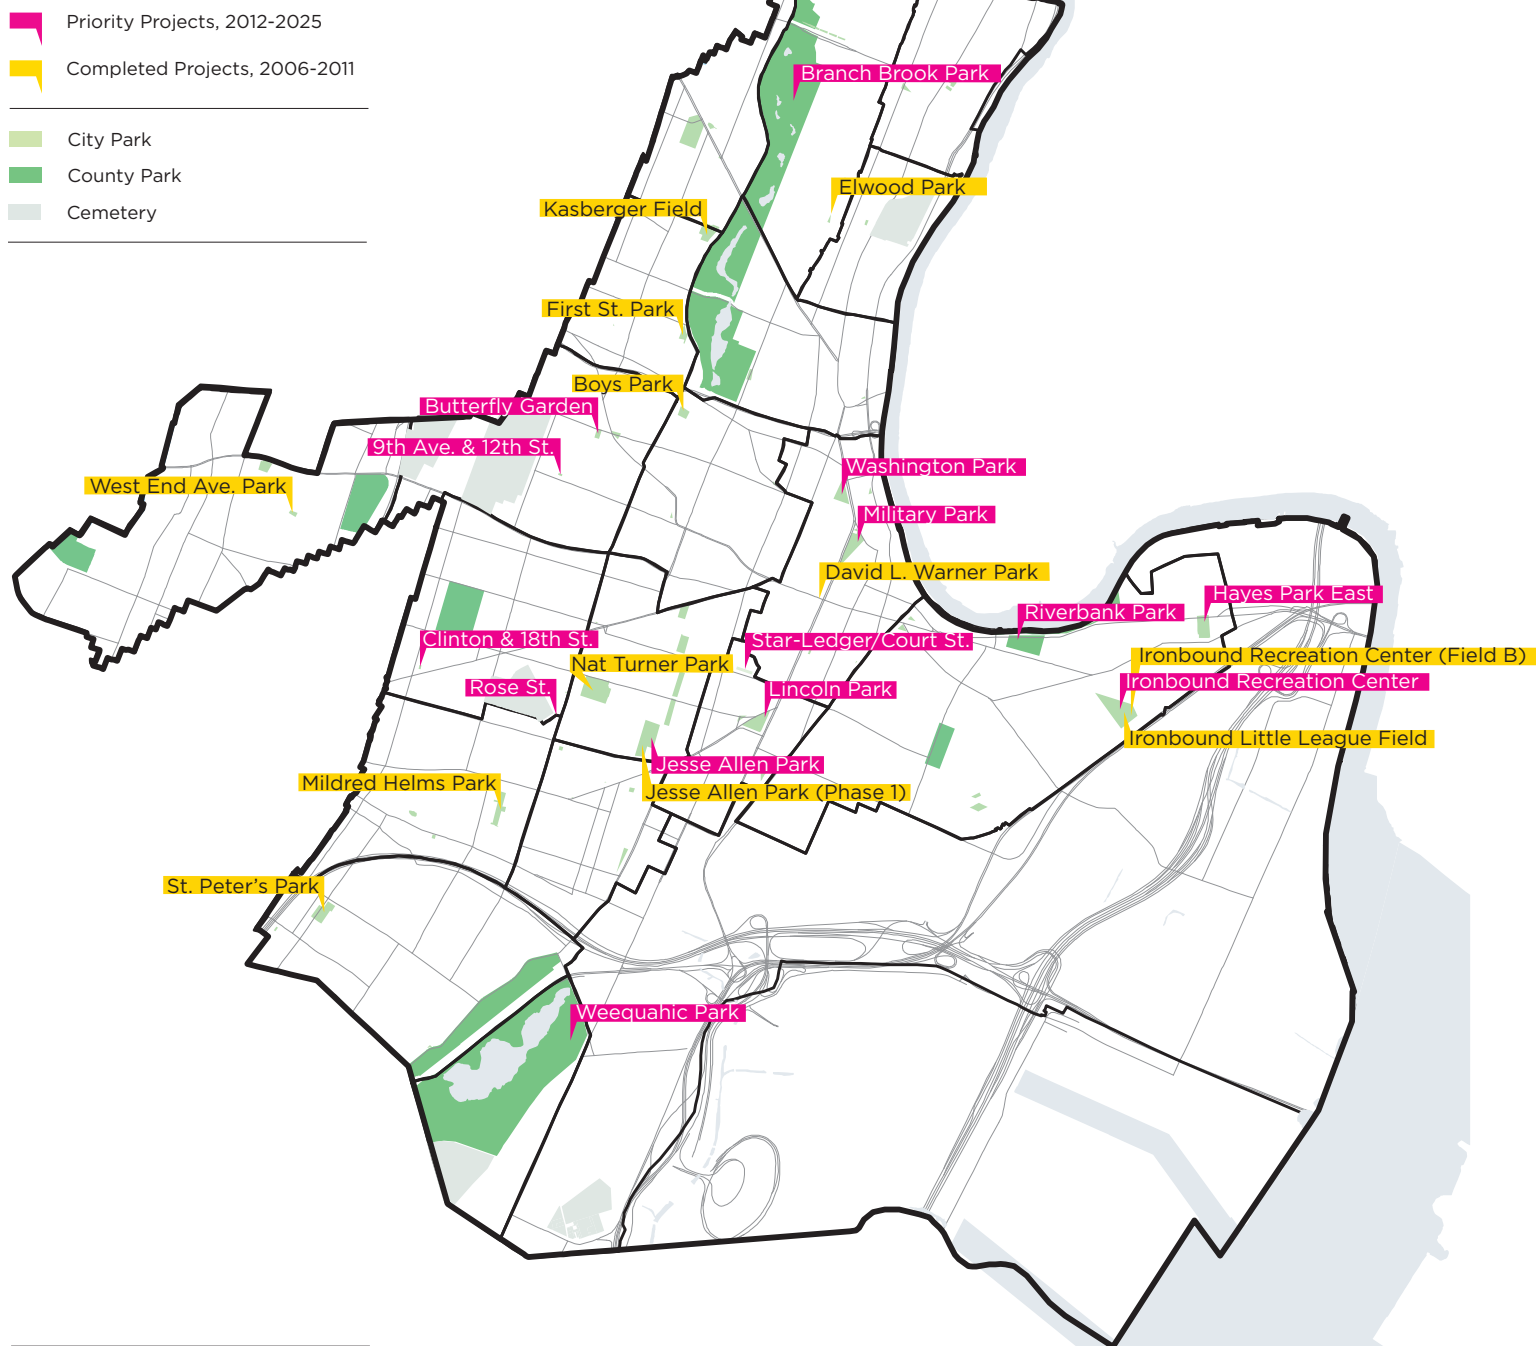 Priority Projects, 2012-2025
Completed Projects, 2006-2011
City Park
County Park
Cemetery
Branch Brook Park
Elwood Park
Kasberger Field
First St. Park
Boys Park
Butterfly Garden
9th Ave. & 12th St.
Washington Park
West End Ave. Park
Military Park
David L. Warner Park
Hayes Park East
Riverbank Park
Clinton & 18th St.
Star-Ledger/Court St.
Ironbound Recreation Center (Field B)
Nat Turner Park
Ironbound Recreation Center
Rose St.
Lincoln Park
Ironbound Little League Field
Jesse Allen Park
Mildred Helms Park
Jesse Allen Park (Phase 1)
St. Peter's Park
Weequahic Park